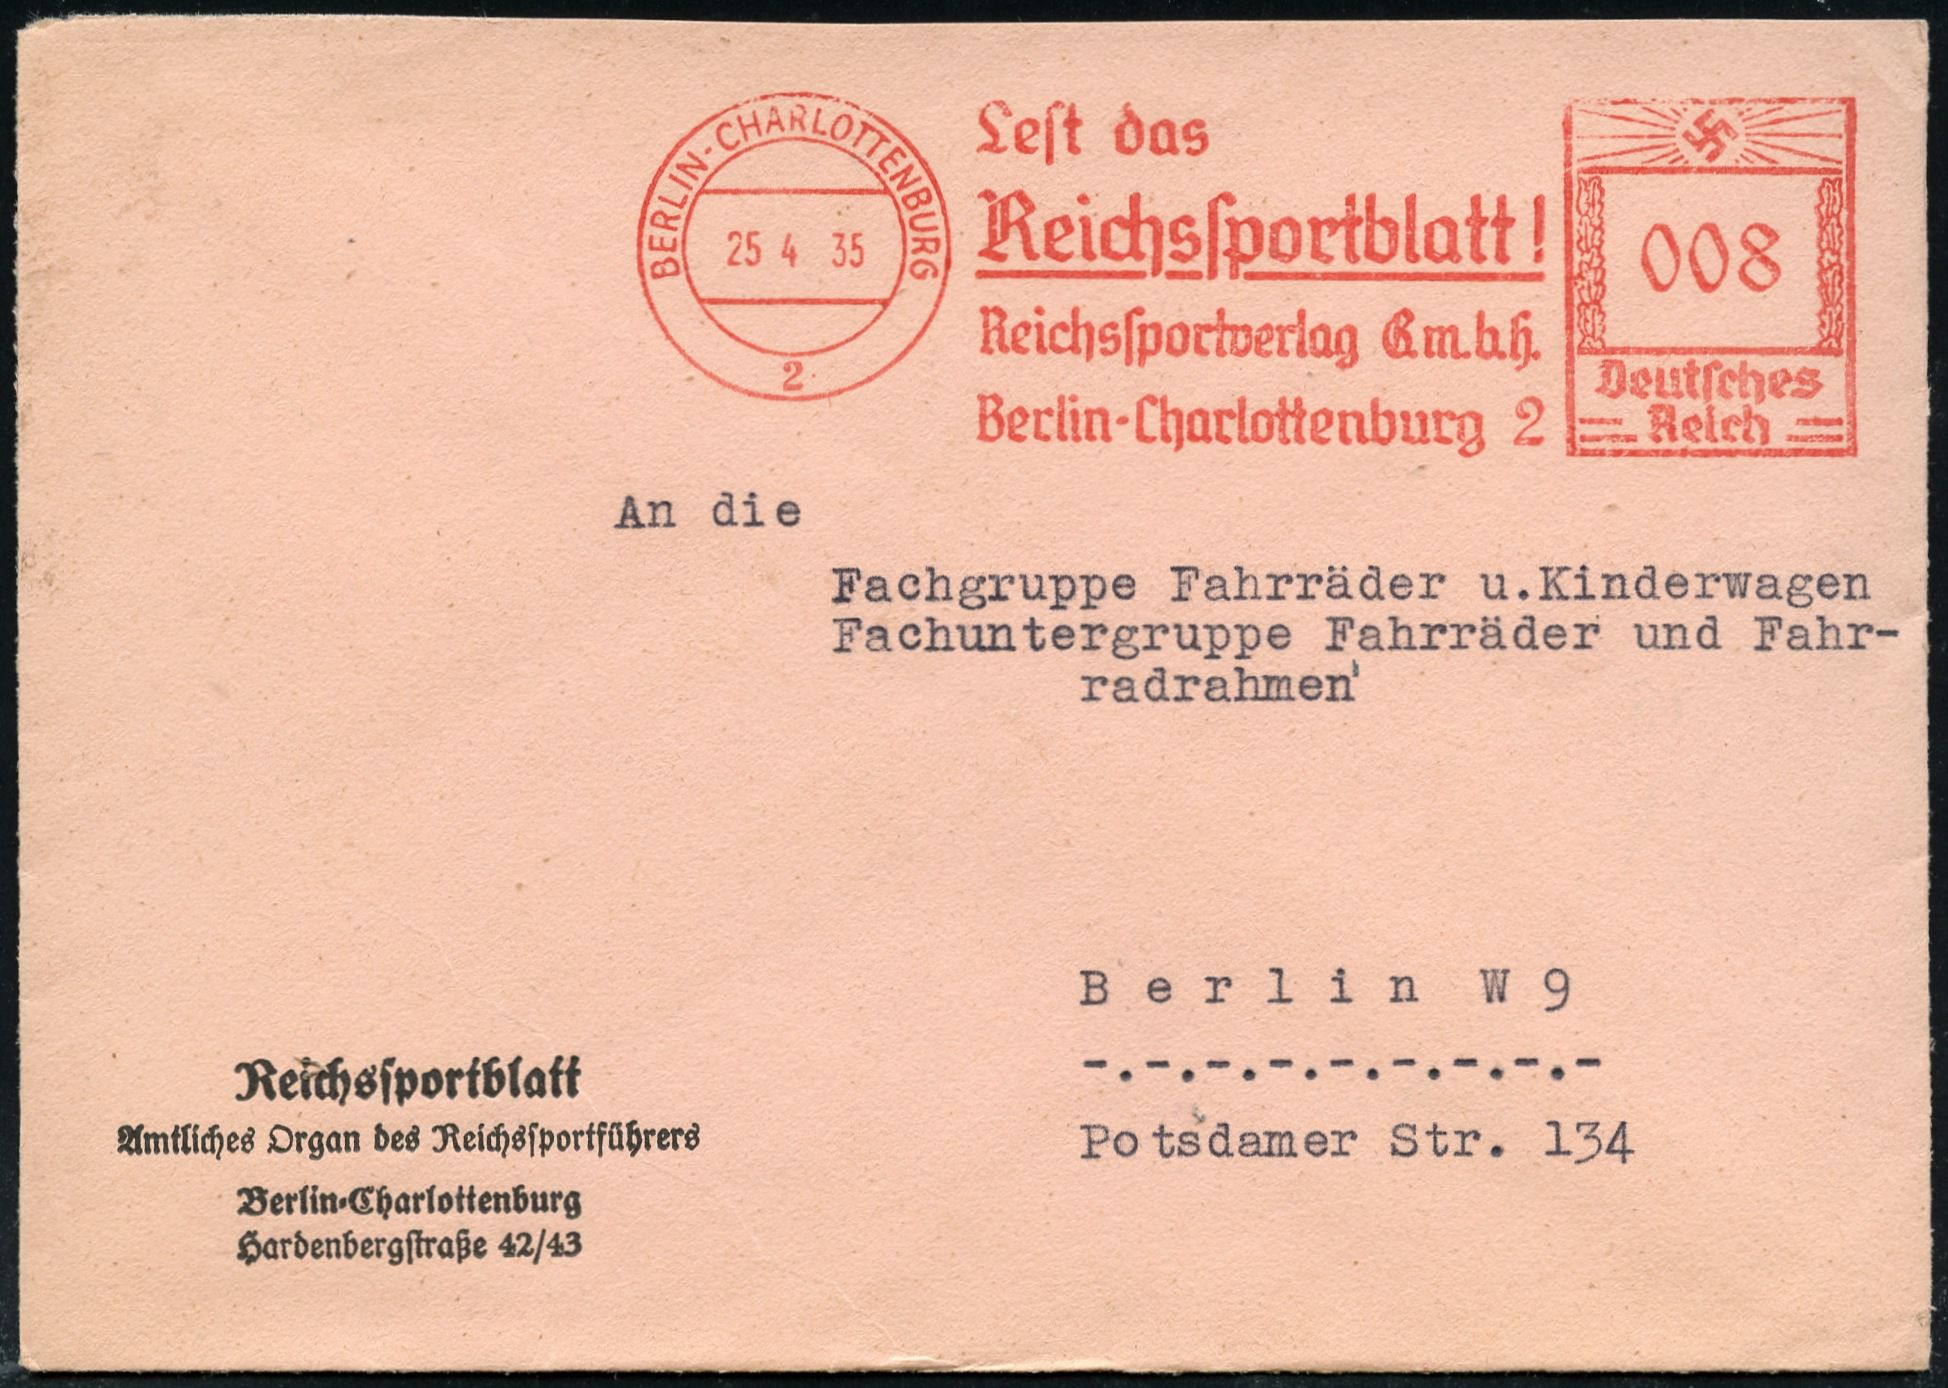 BERLIN-CHARLOTTENBURG
25 4 35
2
Lest das
Reichssportblatt!
Reichssportverlag G.m.b.H.
Berlin-Charlottenburg 2
008
Deutsches
Reich
An die
Fachgruppe Fahrräder u.Kinderwagen
Fachuntergruppe Fahrräder und Fahr-
radrahmen'
Berlin W 9
-.-.-.-.-.-.-.-.-
Potsdamer Str. 134
Reichssportblatt
Amtliches Organ des Reichssportführers
Berlin-Charlottenburg
Hardenbergstraße 42/43